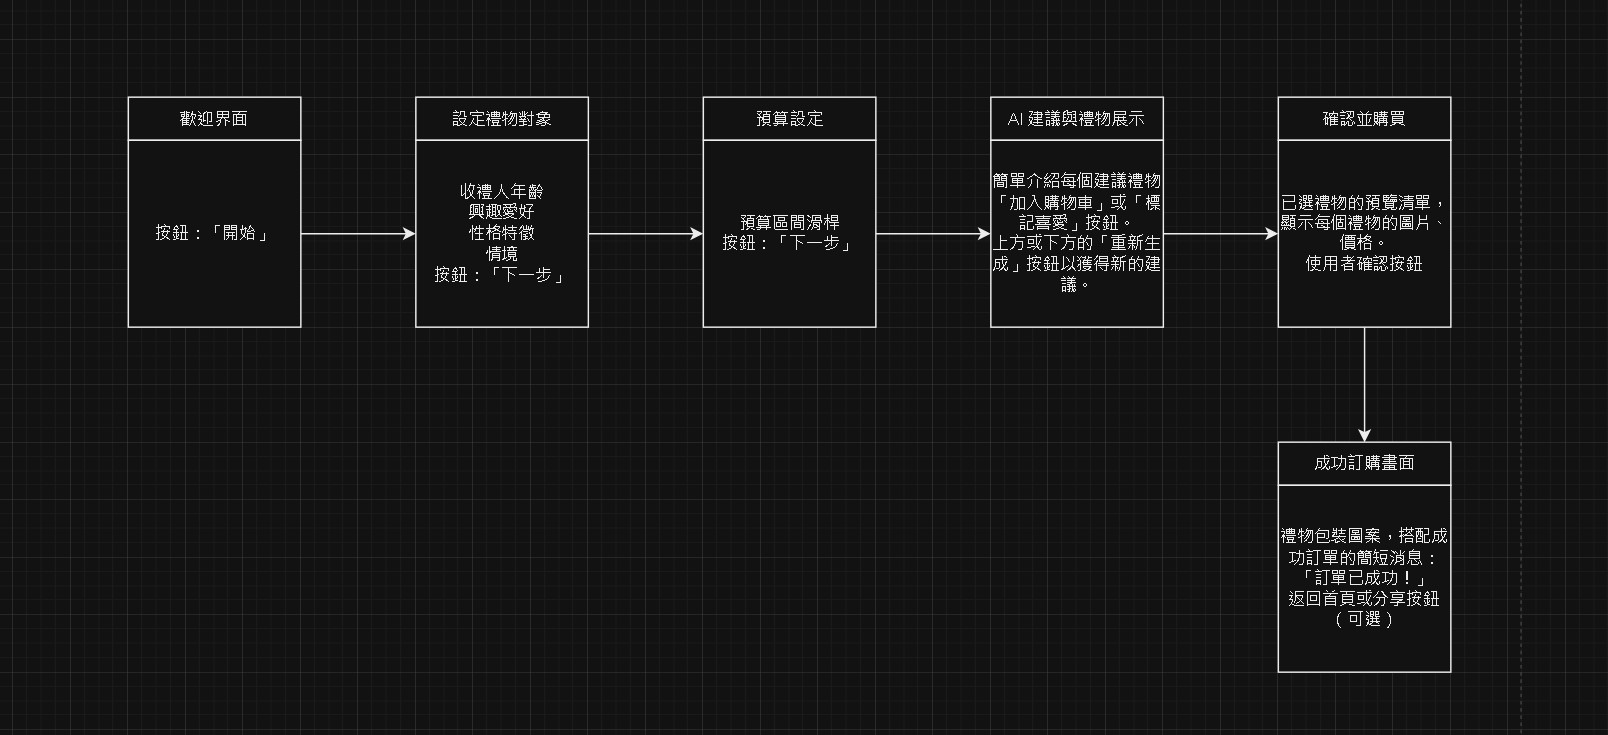 歡迎界面
按鈕：「開始」
設定禮物對象
收禮人年齡
興趣愛好
性格特徵
情境
按鈕：「下一步」
預算設定
預算區間滑桿
按鈕：「下一步」
AI 建議與禮物展示
簡單介紹每個建議禮物
「加入購物車」或「標
記喜愛」按鈕。
上方或下方的「重新生
成」按鈕以獲得新的建
議。
確認並購買
已選禮物的預覽清單，
顯示每個禮物的圖片、
價格。
使用者確認按鈕
成功訂購畫面
禮物包裝圖案，搭配成
功訂單的簡短消息：
「訂單已成功！」
返回首頁或分享按鈕
（可選）